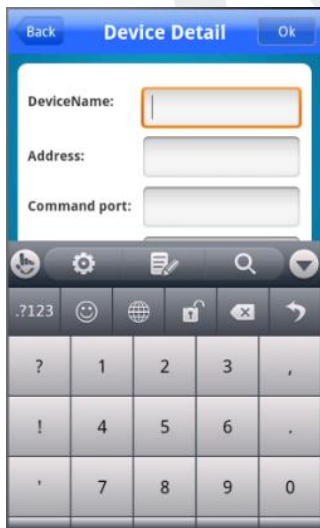 Back Device Detail Ok
DeviceName:
Address:
Command port:
.?123
? 1 2 3 ,
! 4 5 6 .
' 7 8 9 0